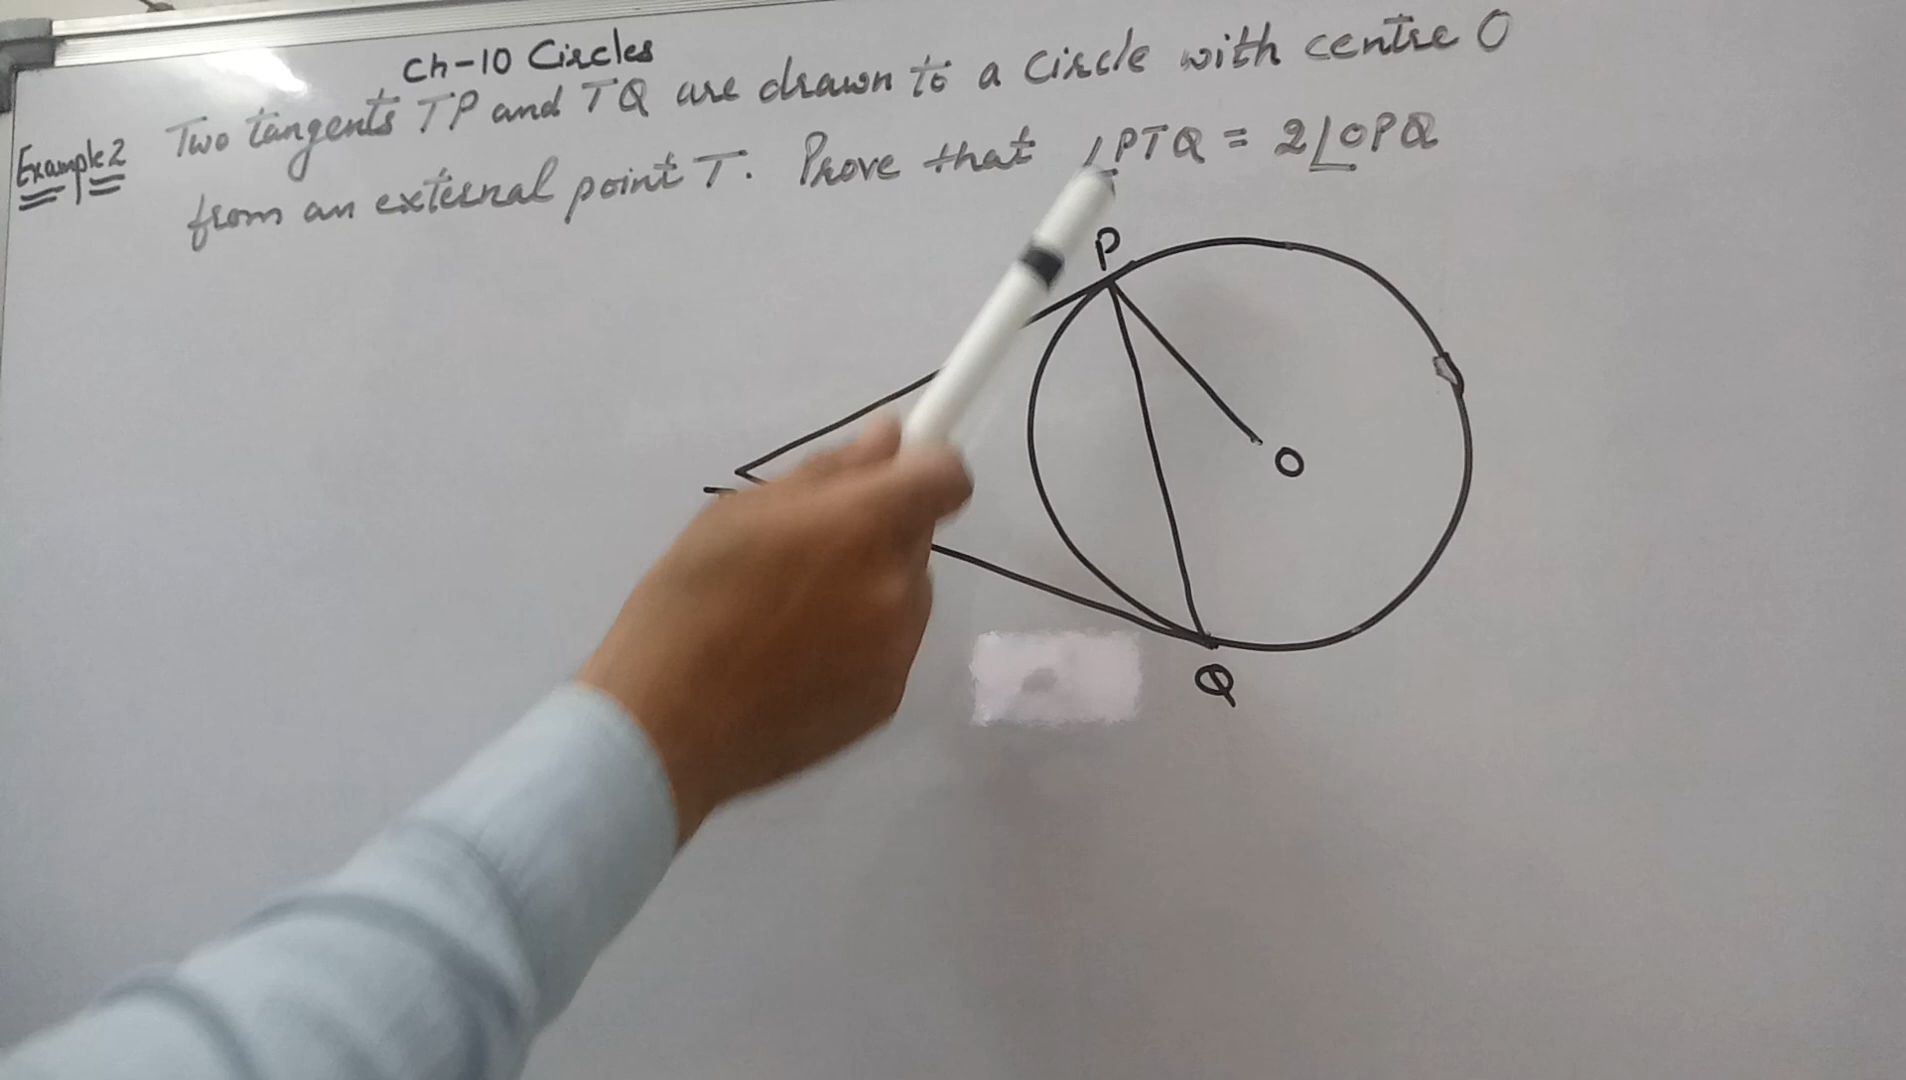 Ch-10 Circles
Example 2 Two tangents TP and TQ are drawn to a circle with centre O
from an external point T. Prove that ∠PTQ = 2∠OPQ
P
O
T
Q